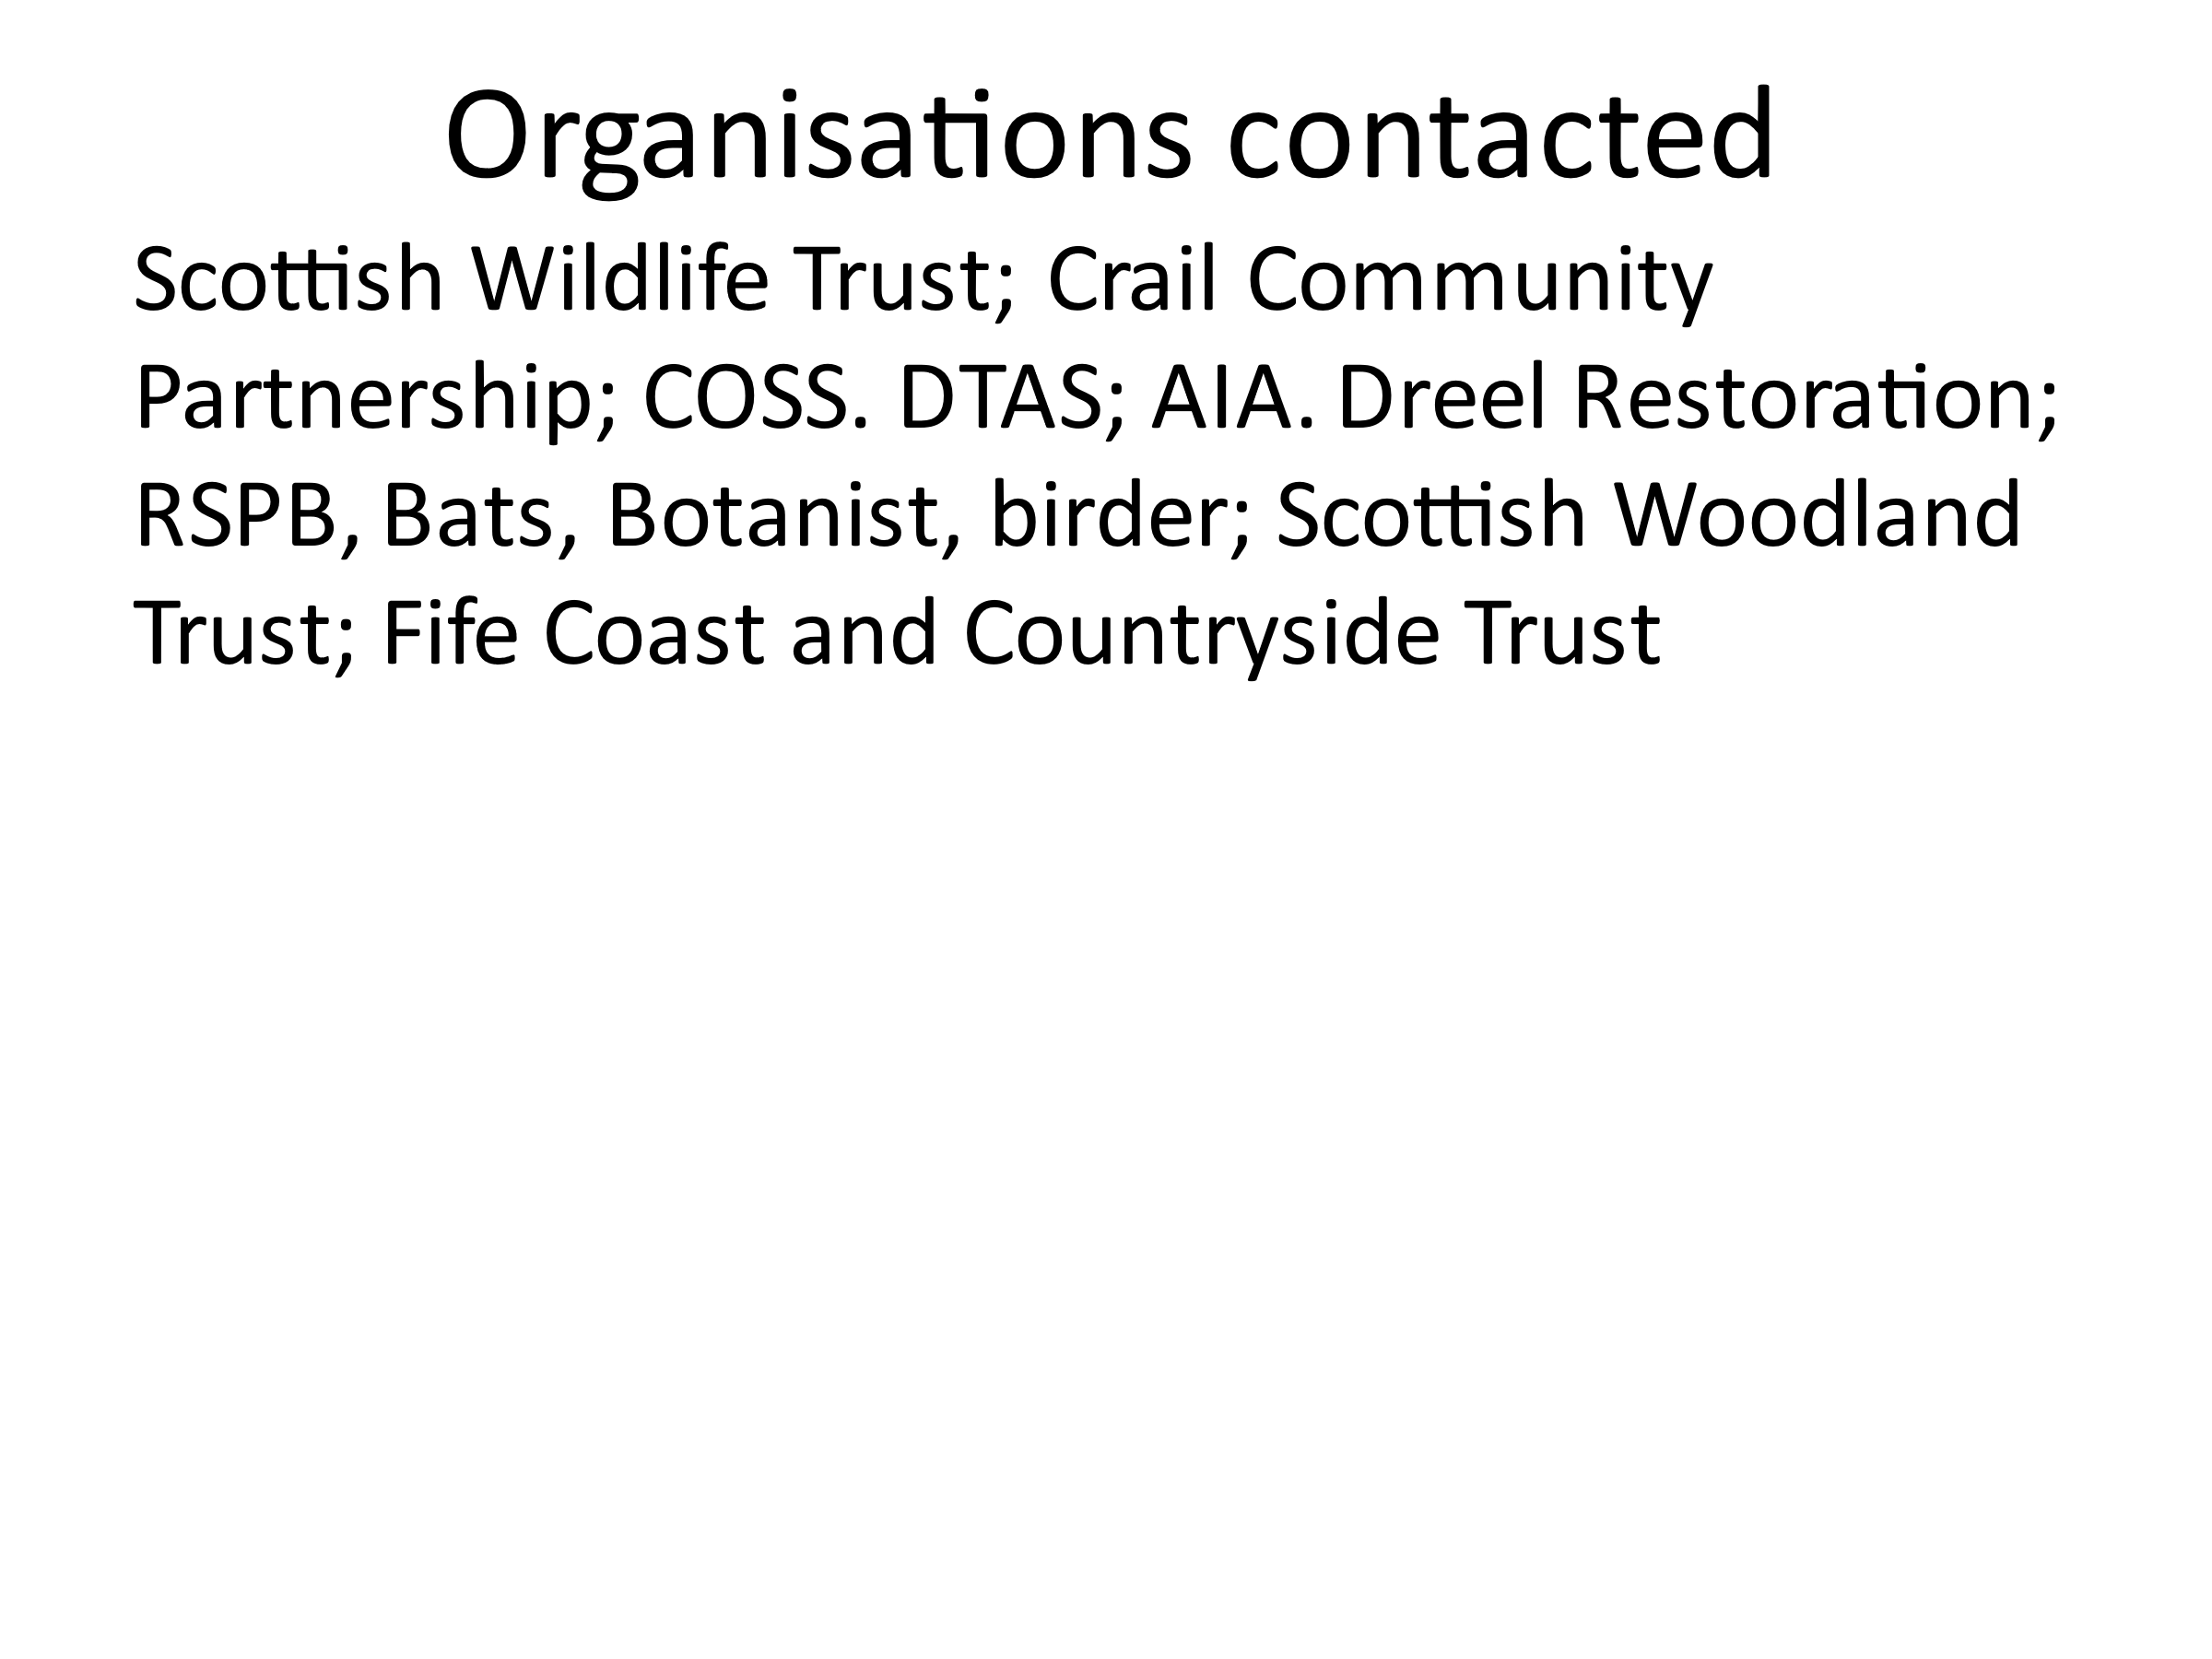 Organisations contacted
Scottish Wildlife Trust; Crail Community
Partnership; COSS. DTAS; AIA. Dreel Restoration;
RSPB, Bats, Botanist,  birder; Scottish Woodland
Trust; Fife Coast and Countryside Trust